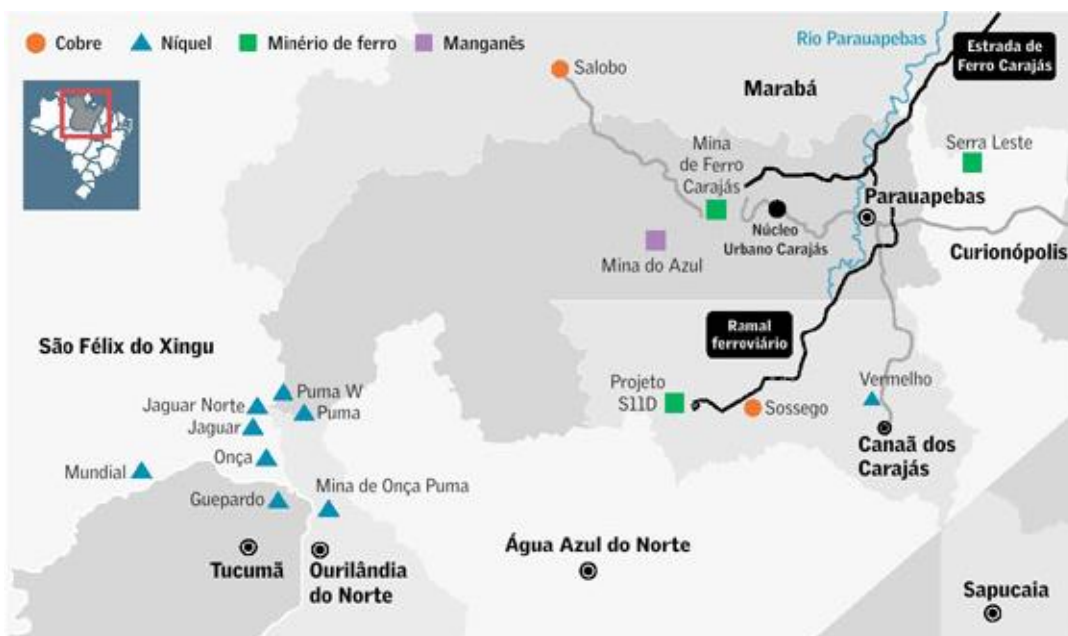 Cobre
Níquel
Minério de ferro
Manganês
Rio Parauapebas
Estrada de
Ferro Carajás
Salobo
Marabá
Mina
de Ferro
Carajás
Serra Leste
Parauapebas
Núcleo
Urbano Carajás
Mina do Azul
Curionópolis
Ramal
ferroviário
São Félix do Xingu
Puma W
Jaguar Norte
Puma
Jaguar
Projeto
S11D
Sossego
Vermelho
Canaã dos
Carajás
Onça
Mundial
Guepardo
Mina de Onça Puma
Tucumã
Ourilândia
do Norte
Água Azul do Norte
Sapucaia